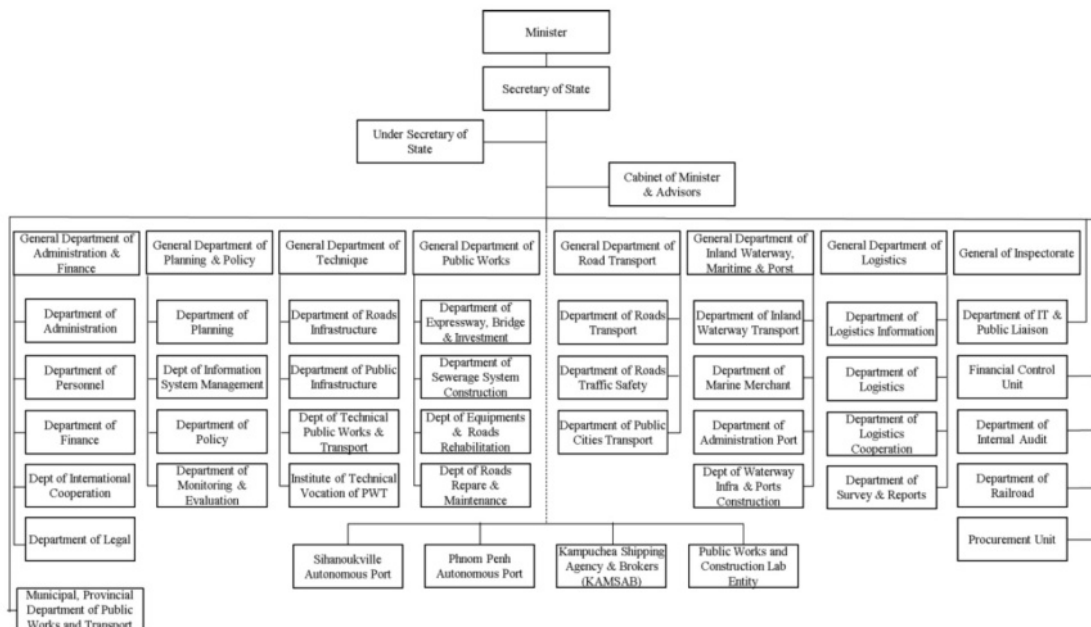 Minister
Secretary of State
Under Secretary of
State
Cabinet of Minister
& Advisors
General Department of
Administration &
Finance
General Department of
Planning & Policy
General Department of
Technique
General Department of
Public Works
General Department of
Road Transport
General Department of
Inland Waterway,
Maritime & Porst
General Department of
Logistics
General of Inspectorate
Department of
Administration
Department of
Personnel
Department of
Finance
Dept of International
Cooperation
Department of Legal
Municipal, Provincial
Department of Public
Works and Transport
Department of
Planning
Dept of Information
System Management
Department of
Policy
Department of
Monitoring &
Evaluation
Department of Roads
Infrastructure
Department of Public
Infrastructure
Dept of Technical
Public Works &
Transport
Institute of Technical
Vocation of PWT
Department of
Expressway, Bridge
& Investment
Department of
Sewerage System
Construction
Dept of Equipments
& Roads
Rehabilitation
Dept of Roads
Repare &
Maintenance
Department of Roads
Transport
Department of Roads
Traffic Safety
Department of Public
Cities Transport
Department of Inland
Waterway Transport
Department of
Marine Merchant
Department of
Administration Port
Dept of Waterway
Infra & Ports
Construction
Department of
Logistics Information
Department of
Logistics
Department of
Logistics
Cooperation
Department of
Survey & Reports
Department of IT &
Public Liaison
Financial Control
Unit
Department of
Internal Audit
Department of
Railroad
Procurement Unit
Sihanoukville
Autonomous Port
Phnom Penh
Autonomous Port
Kampuchea Shipping
Agency & Brokers
(KAMSAB)
Public Works and
Construction Lab
Entity